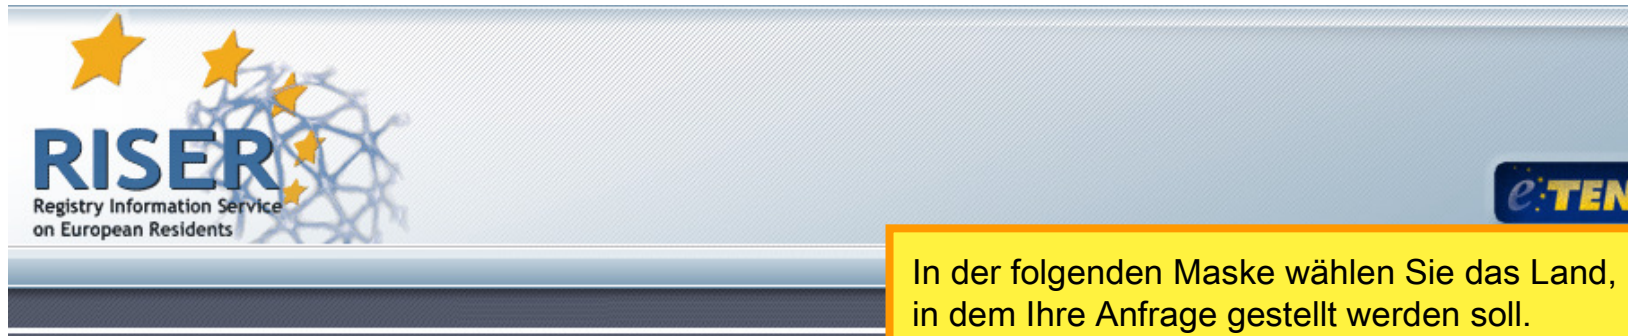 RISER
Registry Information Service
on European Residents
e:TEN
In der folgenden Maske wählen Sie das Land,
in dem Ihre Anfrage gestellt werden soll.